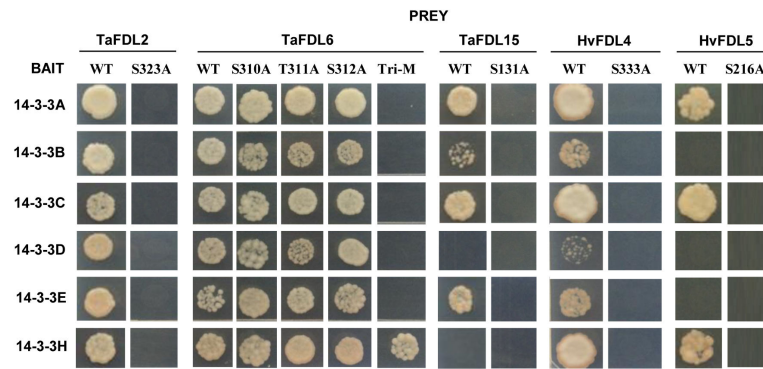 PREY
TaFDL2 TaFDL6 TaFDL15 HvFDL4 HvFDL5
BAIT WT S323A WT S310A T311A S312A Tri-M WT S131A WT S333A WT S216A
14-3-3A
14-3-3B
14-3-3C
14-3-3D
14-3-3E
14-3-3H